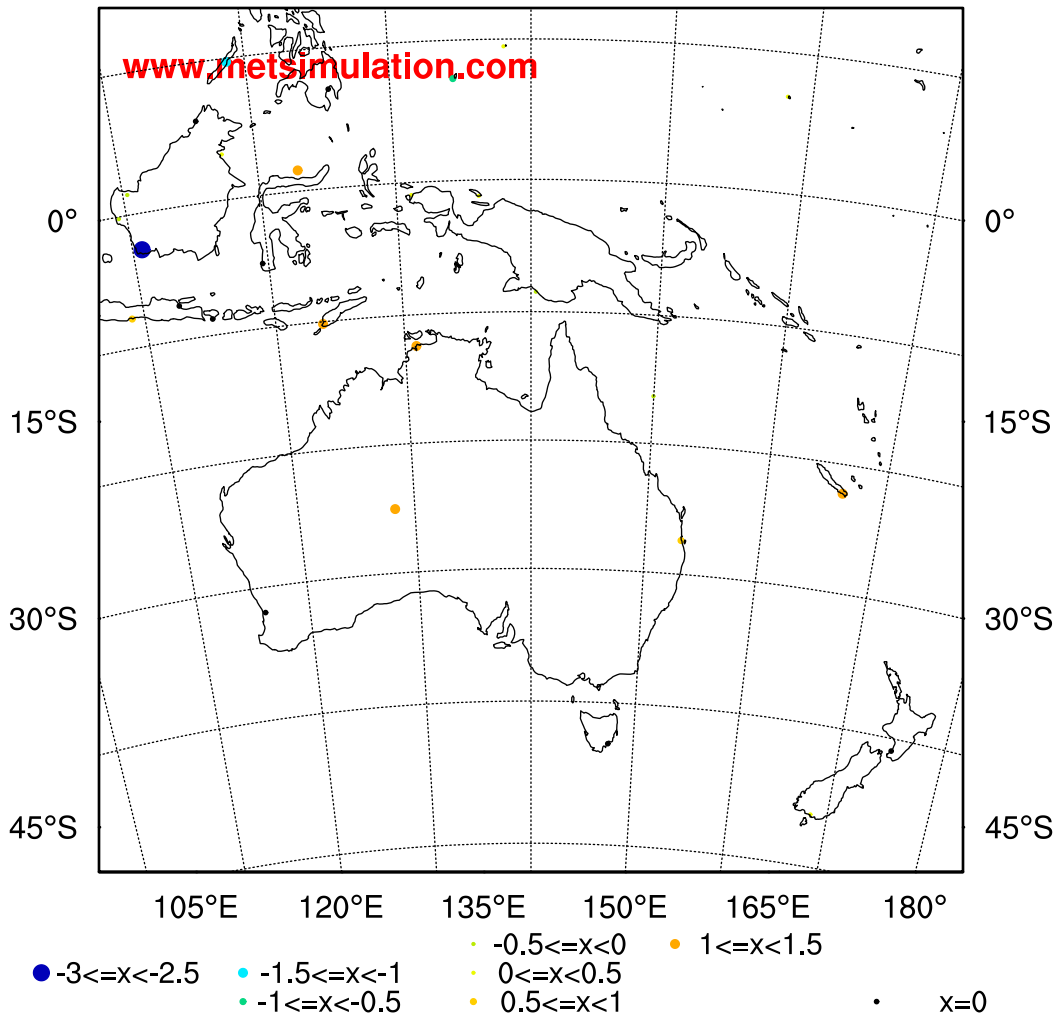 www.metsimulation.com
0° 0°
15°S 15°S
30°S 30°S
45°S 45°S
105°E 120°E 135°E 150°E 165°E 180°
-0.5<=x<0 1<=x<1.5
-3<=x<-2.5 -1.5<=x<-1 0<=x<0.5
-1<=x<-0.5 0.5<=x<1 x=0